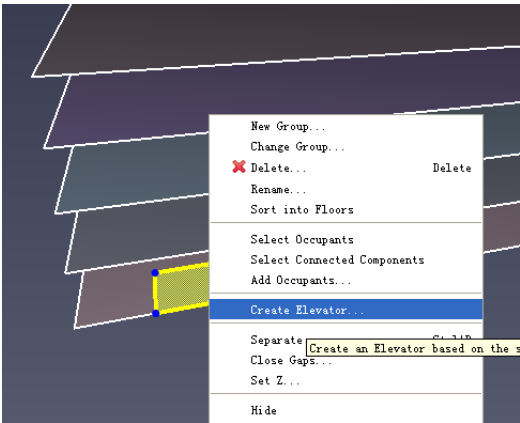 New Group...
Change Group...
Delete... Delete
Rename...
Sort into Floors
Select Occupants
Select Connected Components
Add Occupants...
Create Elevator...
Separate
Create an Elevator based on the s
Close Gaps...
Set Z...
Hide